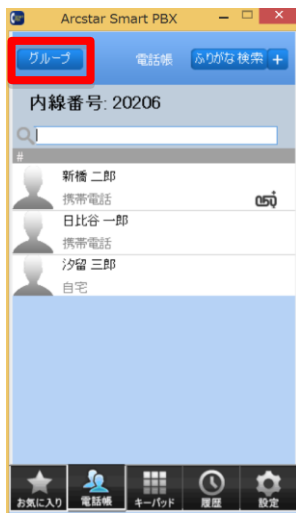 Arcstar Smart PBX
グループ 電話帳 ふりがな検索 +
内線番号: 20206
#
新橋 二郎
携帯電話
日比谷 一郎
携帯電話
汐留 三郎
自宅
お気に入り 電話帳 キーパッド 履歴 設定